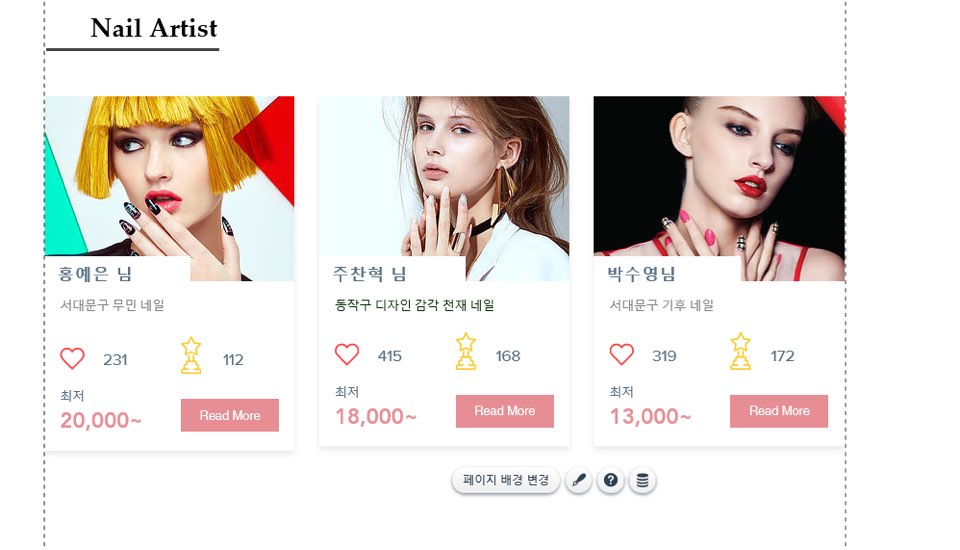 Nail Artist
홍예은 님
서대문구 무민 네일
231
112
최저
20,000~
Read More
주찬혁 님
동작구 디자인 감각 천재 네일
415
168
최저
18,000~
Read More
박수영님
서대문구 기후 네일
319
172
최저
13,000~
Read More
페이지 배경 변경
?